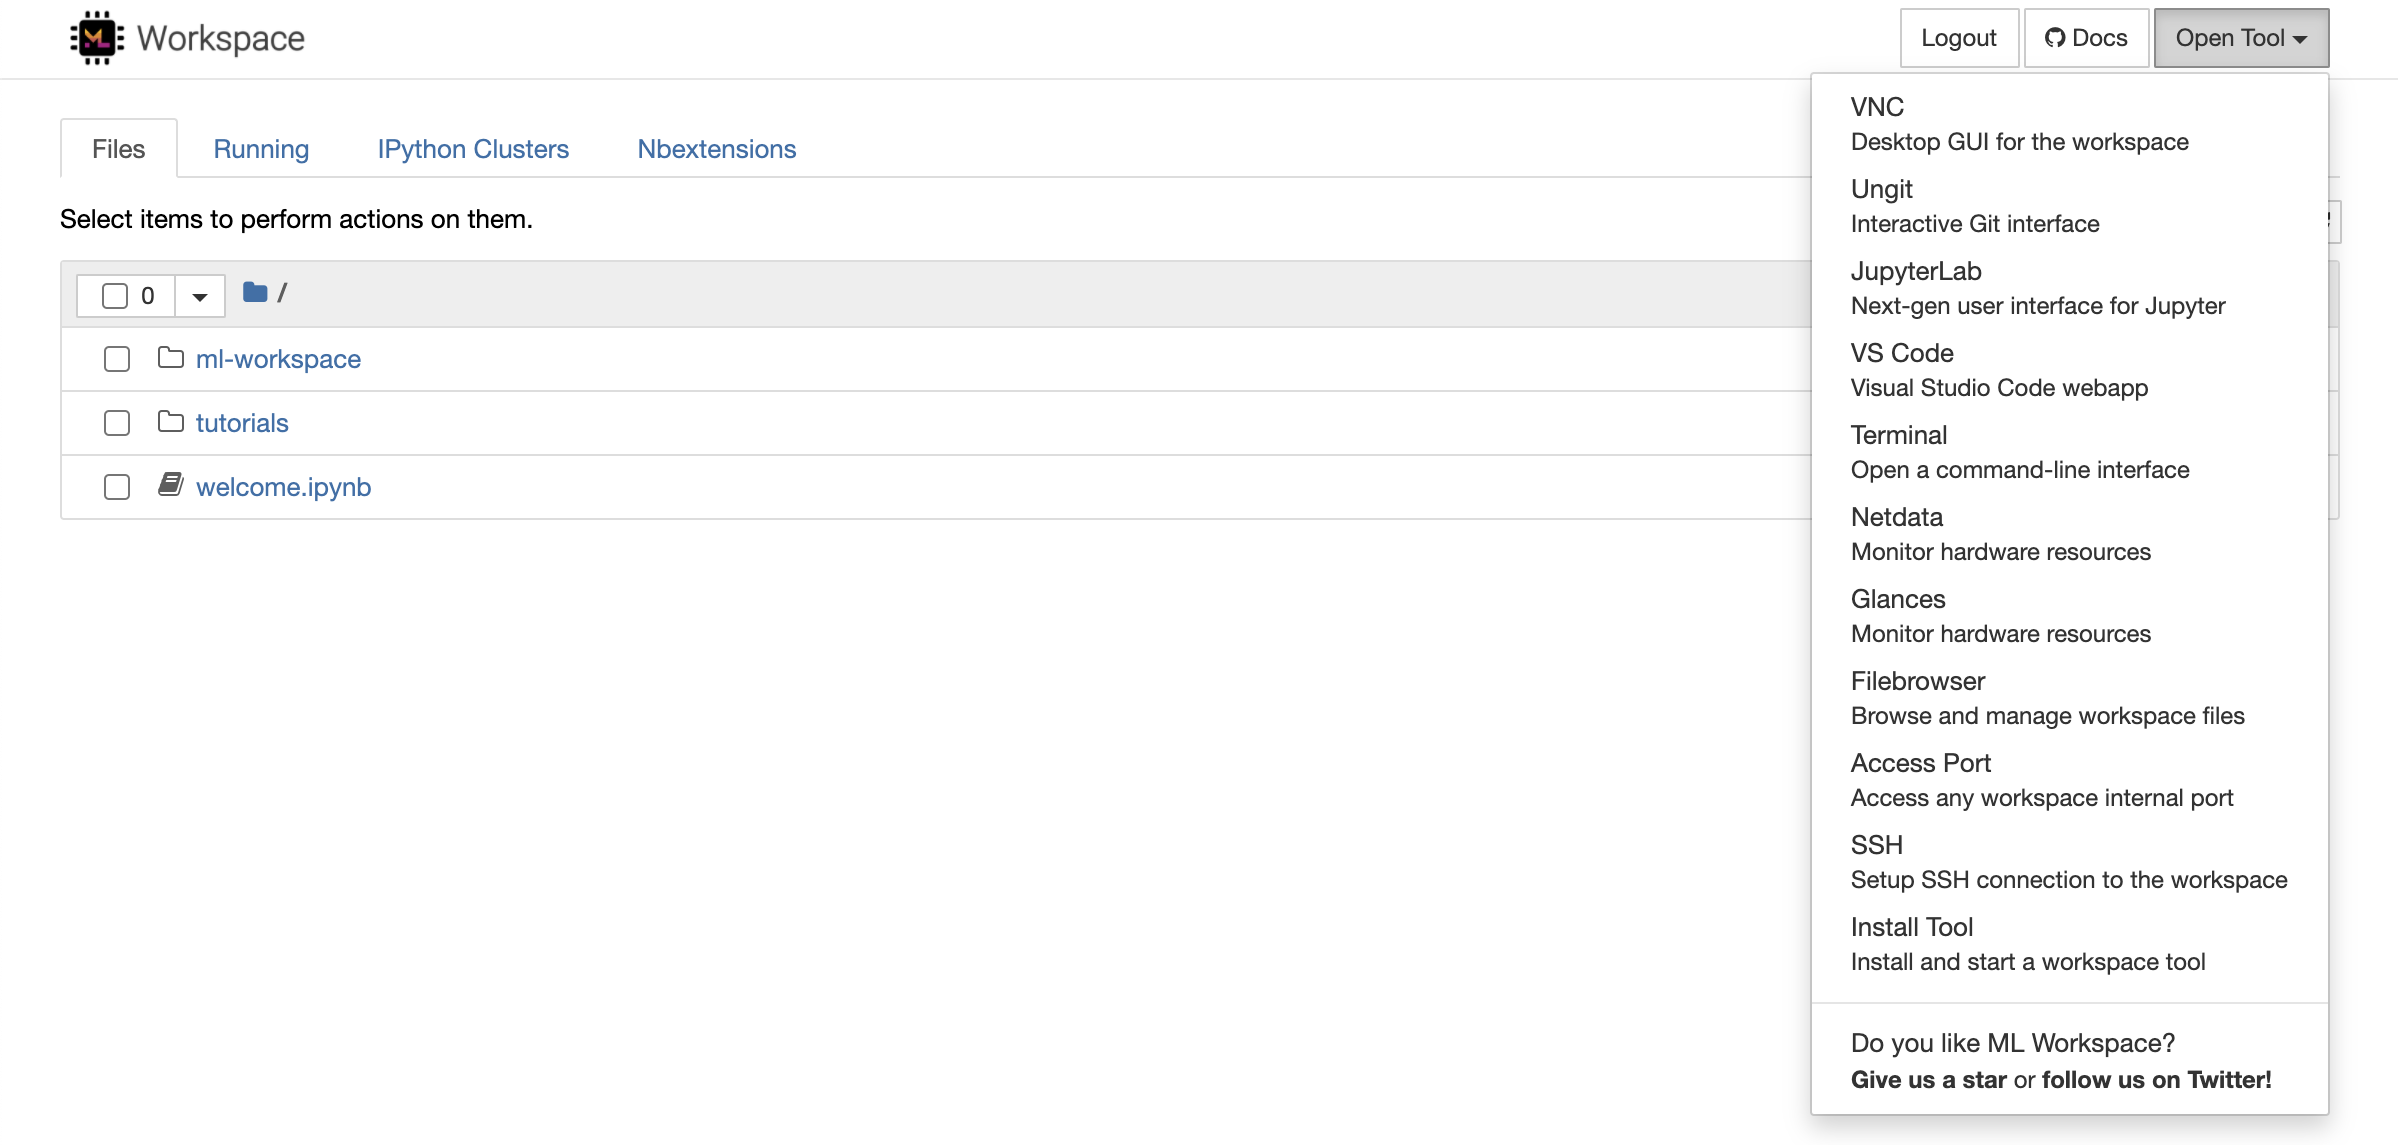 ML Workspace
Logout
Docs
Open Tool
Files
Running
IPython Clusters
Nbextensions
Select items to perform actions on them.
0
/
ml-workspace
tutorials
welcome.ipynb
VNC
Desktop GUI for the workspace
Ungit
Interactive Git interface
JupyterLab
Next-gen user interface for Jupyter
VS Code
Visual Studio Code webapp
Terminal
Open a command-line interface
Netdata
Monitor hardware resources
Glances
Monitor hardware resources
Filebrowser
Browse and manage workspace files
Access Port
Access any workspace internal port
SSH
Setup SSH connection to the workspace
Install Tool
Install and start a workspace tool
Do you like ML Workspace?
Give us a star or follow us on Twitter!